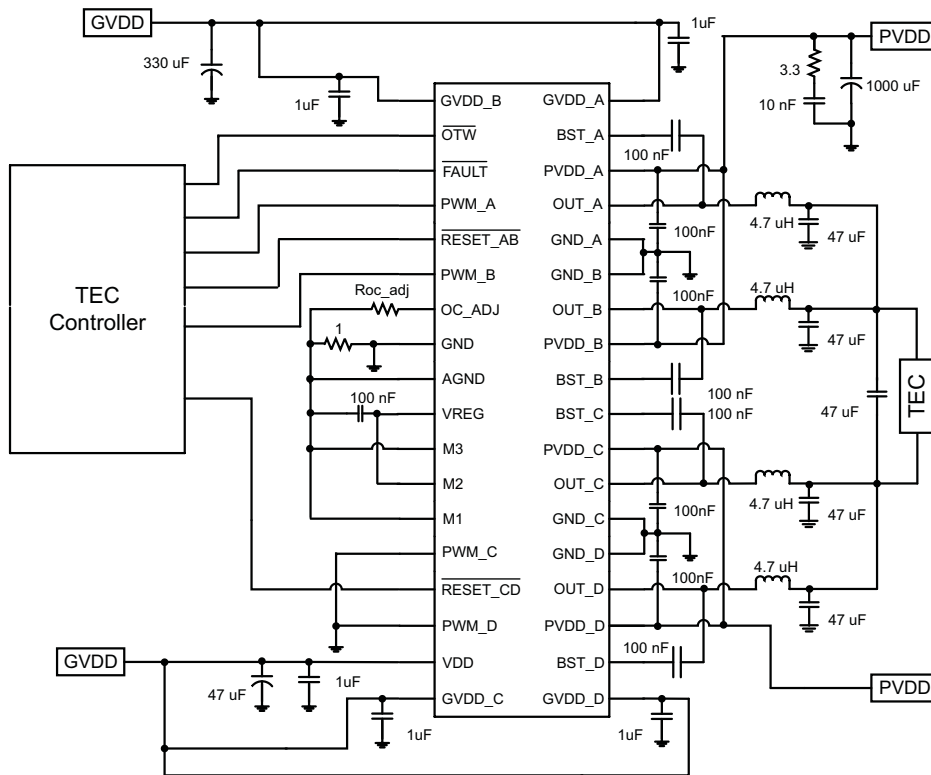 GVDD
330 uF
1uF
1uF
PVDD
3.3
10 nF
1000 uF
GVDD_B
GVDD_A
OTW
BST_A
100 nF
FAULT
PVDD_A
PWM_A
OUT_A
4.7 uH
47 uF
100nF
RESET_AB
GND_A
PWM_B
GND_B
100nF
4.7 uH
TEC
Controller
Roc_adj
OC_ADJ
OUT_B
47 uF
1
GND
PVDD_B
AGND
BST_B
100 nF
100 nF
VREG
BST_C
100 nF
47 uF
TEC
M3
PVDD_C
M2
OUT_C
4.7 uH
47 uF
100nF
M1
GND_C
PWM_C
GND_D
100nF
4.7 uH
RESET_CD
OUT_D
47 uF
PWM_D
PVDD_D
100 nF
GVDD
VDD
BST_D
47 uF
1uF
PVDD
GVDD_C
GVDD_D
1uF
1uF